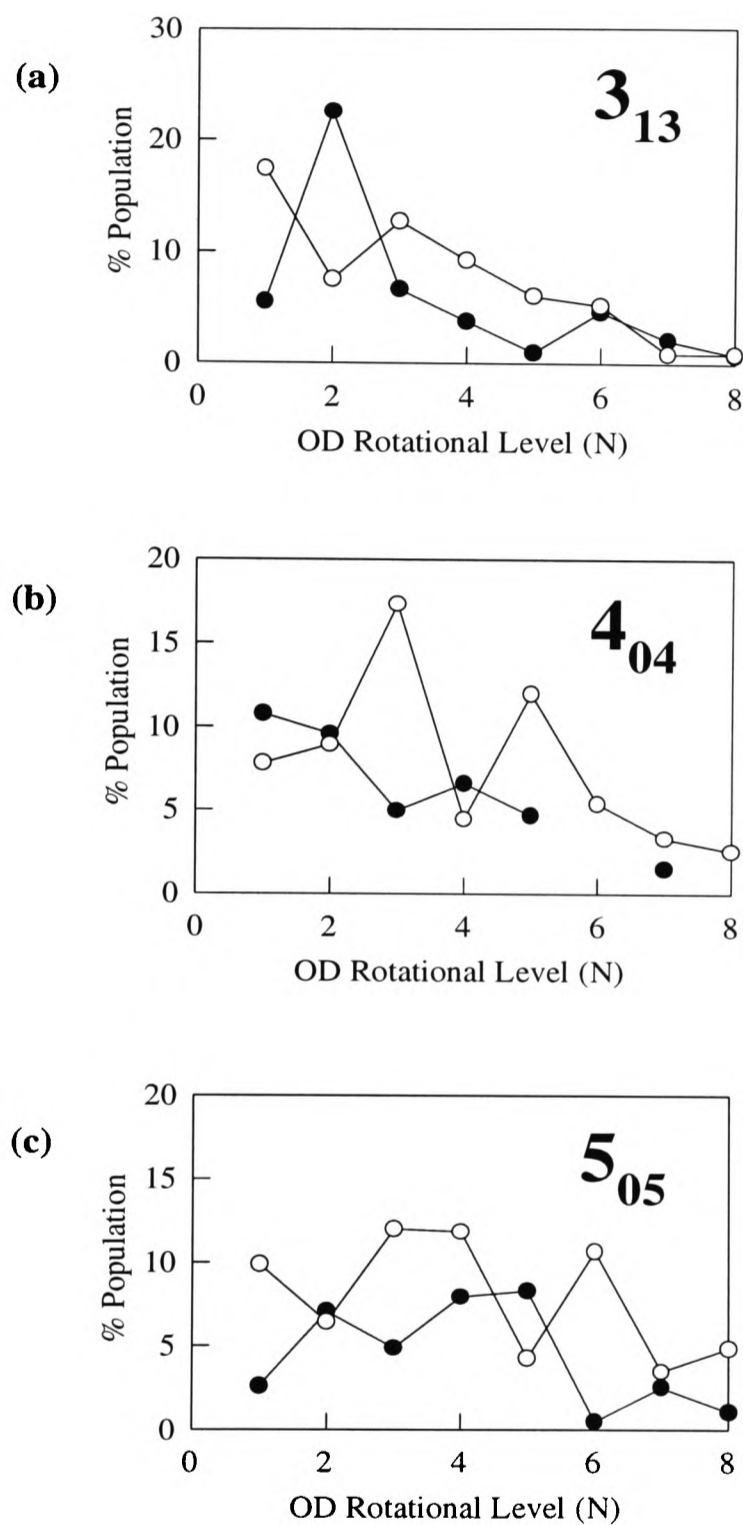 (a)
30
20
10
0
% Population
3₁₃
0 2 4 6 8
OD Rotational Level (N)
(b)
20
15
10
5
0
% Population
4₀₄
0 2 4 6 8
OD Rotational Level (N)
(c)
20
15
10
5
0
% Population
5₀₅
0 2 4 6 8
OD Rotational Level (N)